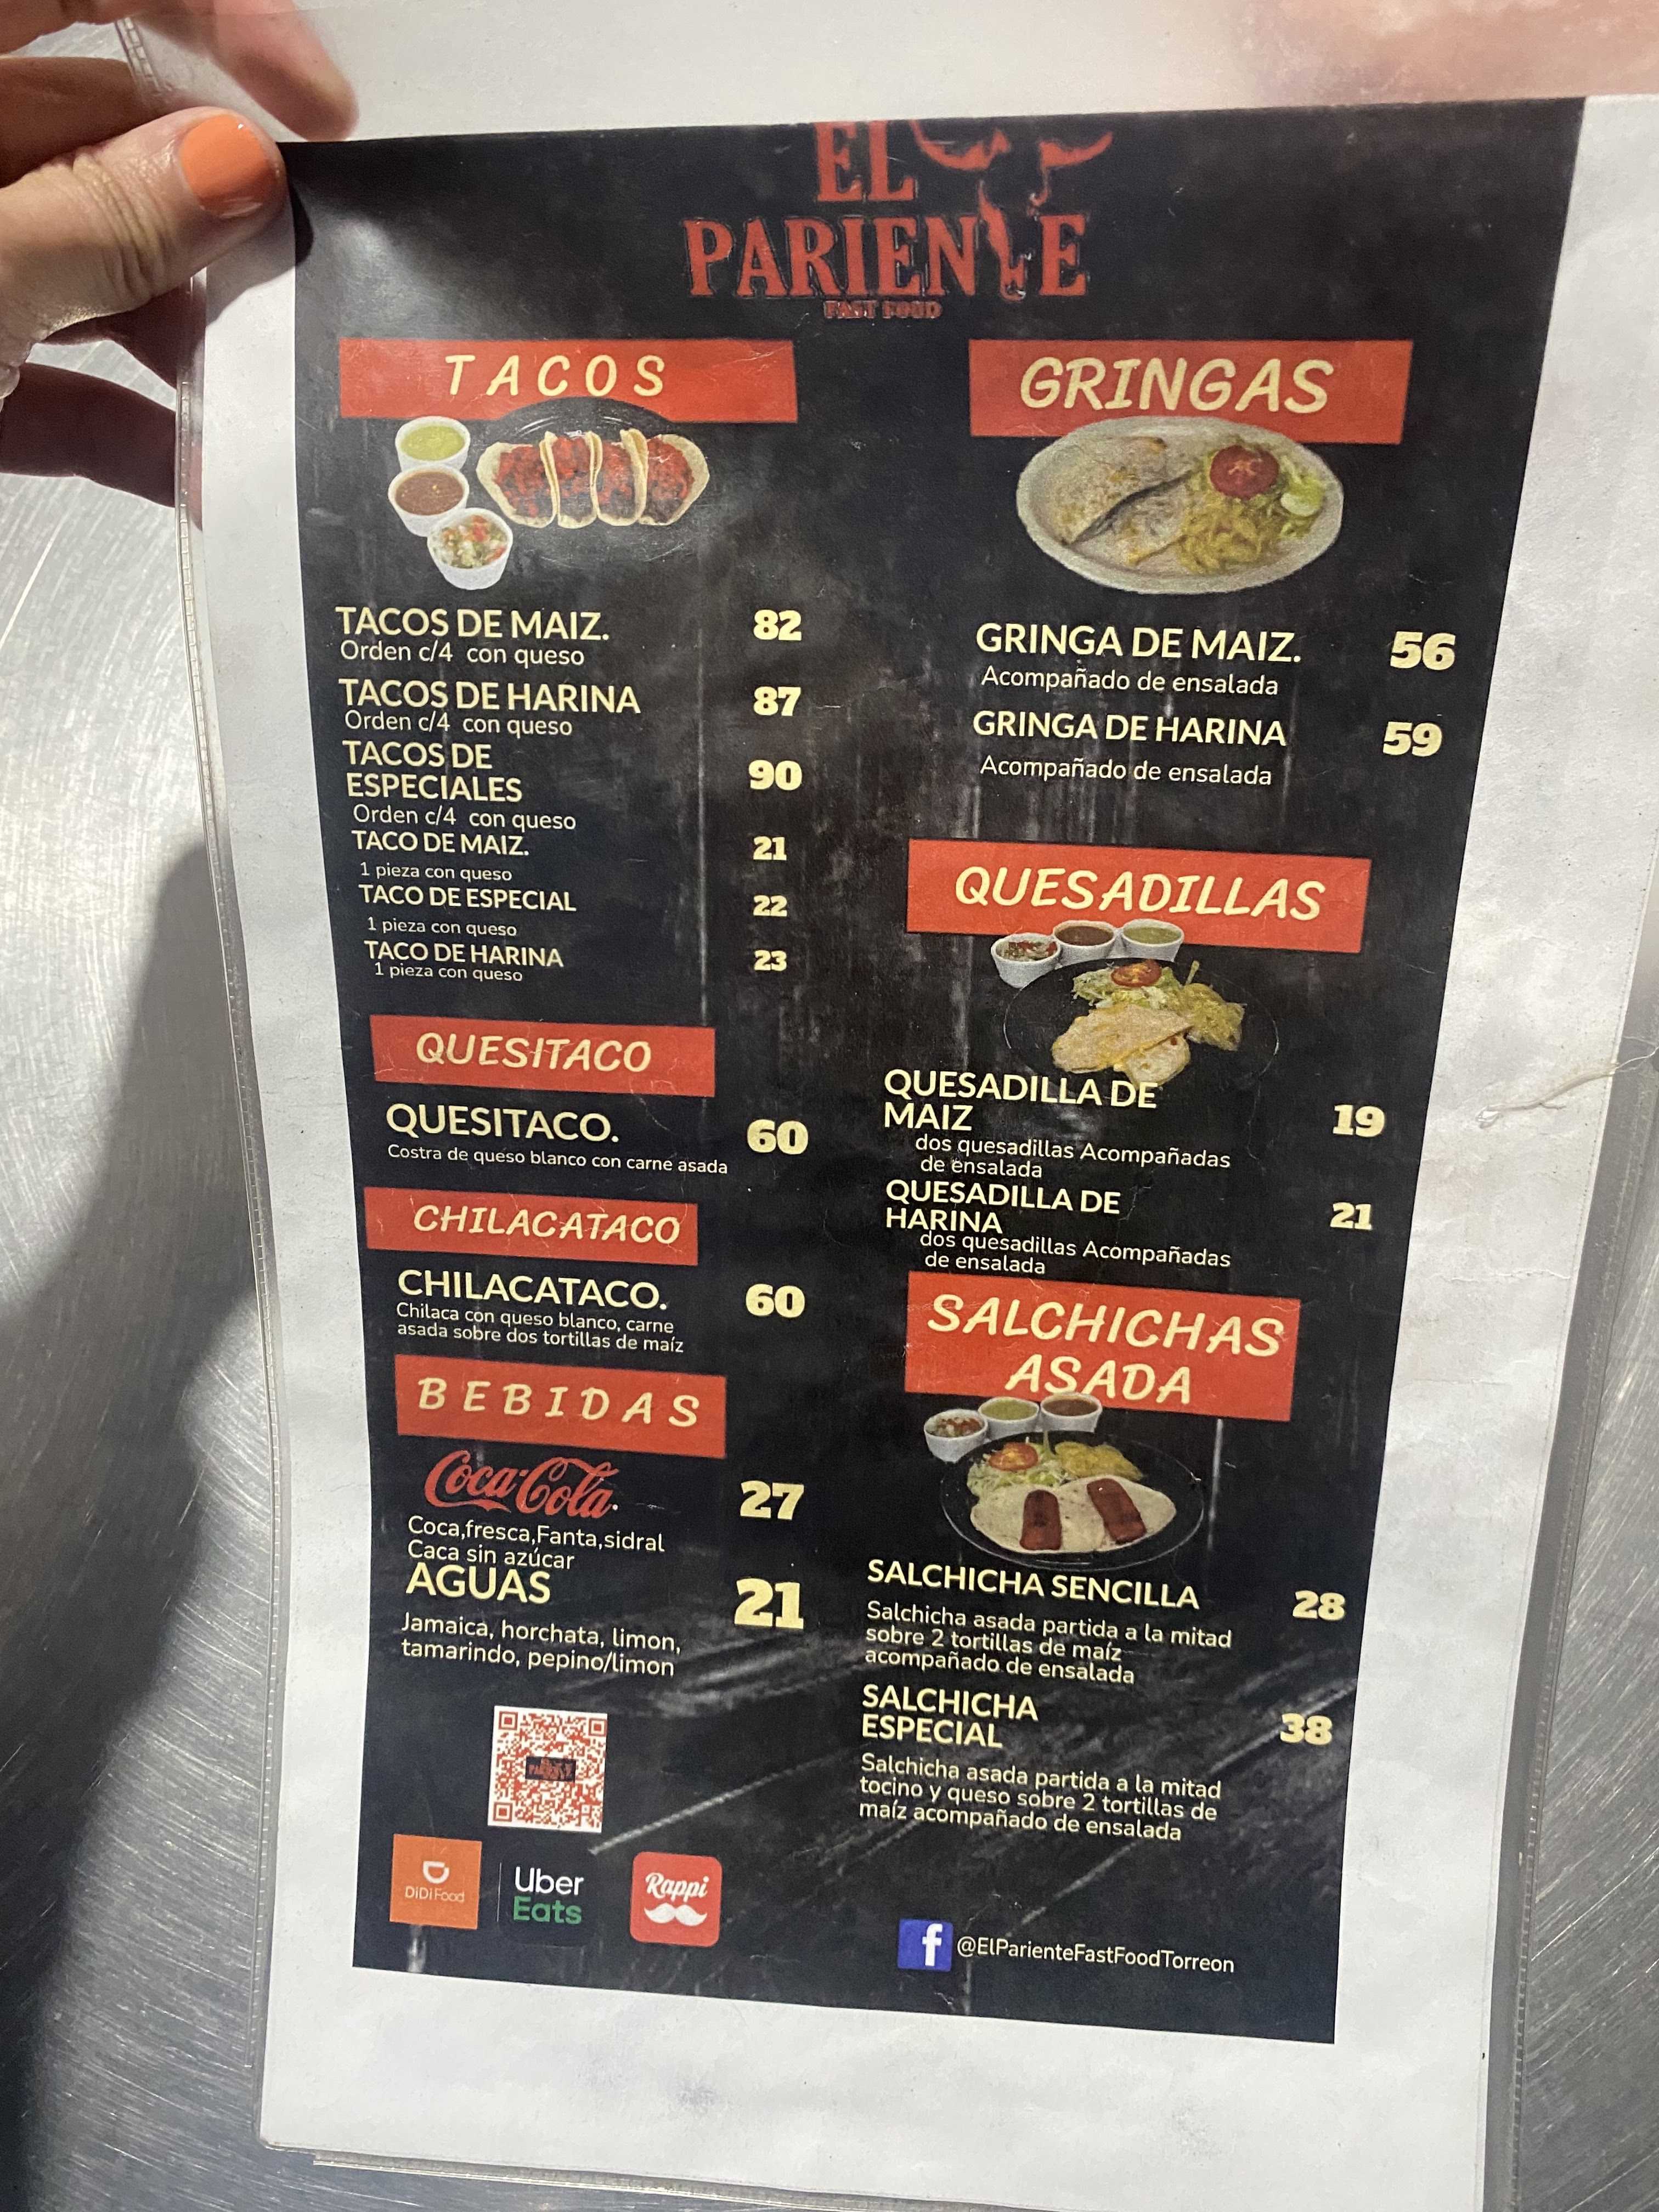 EL
PARIENTE
FAST FOOD
TACOS
TACOS DE MAIZ. 82
Orden c/4 con queso
TACOS DE HARINA 87
Orden c/4 con queso
TACOS DE
ESPECIALES 90
Orden c/4 con queso
TACO DE MAIZ. 21
1 pieza con queso
TACO DE ESPECIAL 22
1 pieza con queso
TACO DE HARINA 23
1 pieza con queso
QUESITACO
QUESITACO. 60
Costra de queso blanco con carne asada
CHILACATACO
CHILACATACO. 60
Chilaca con queso blanco, carne
asada sobre dos tortillas de maíz
BEBIDAS
Coca-Cola. 27
Coca,fresca,Fanta,sidral
Caca sin azúcar
AGUAS 21
Jamaica, horchata, limon,
tamarindo, pepino/limon
DiDi Food
Uber
Eats
Rappi
GRINGAS
GRINGA DE MAIZ. 56
Acompañado de ensalada
GRINGA DE HARINA 59
Acompañado de ensalada
QUESADILLAS
QUESADILLA DE
MAIZ 19
dos quesadillas Acompañadas
de ensalada
QUESADILLA DE
HARINA 21
dos quesadillas Acompañadas
de ensalada
SALCHICHAS
ASADA
SALCHICHA SENCILLA 28
Salchicha asada partida a la mitad
sobre 2 tortillas de maíz
acompañado de ensalada
SALCHICHA
ESPECIAL 38
Salchicha asada partida a la mitad
tocino y queso sobre 2 tortillas de
maíz acompañado de ensalada
f @ElParienteFastFoodTorreon